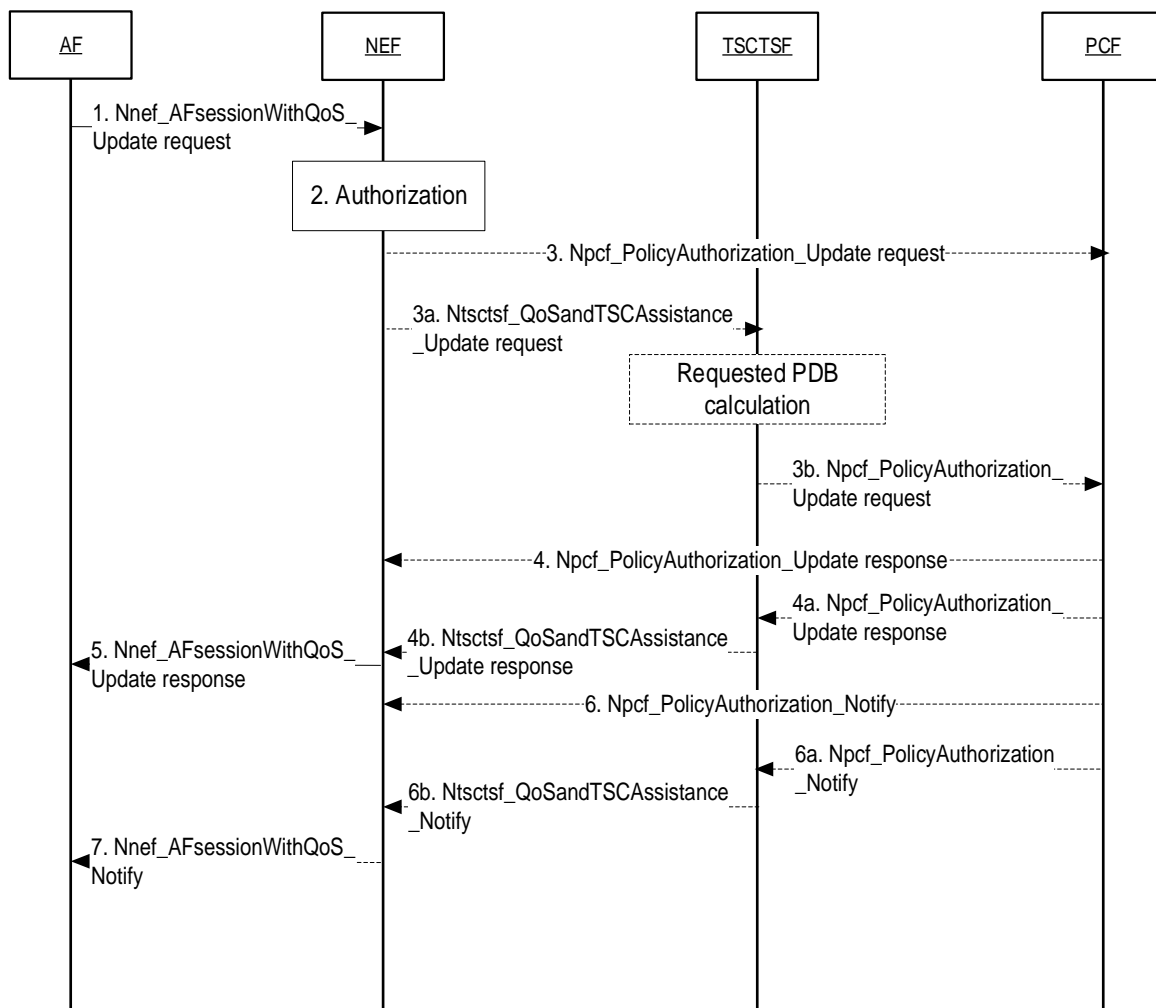 AF
NEF
TSCTSF
PCF
1. Nnef_AFsessionWithQoS_
Update request
2. Authorization
3. Npcf_PolicyAuthorization_Update request
3a. Ntsctsf_QoSandTSCAssistance
_Update request
Requested PDB
calculation
3b. Npcf_PolicyAuthorization_
Update request
4. Npcf_PolicyAuthorization_Update response
4a. Npcf_PolicyAuthorization_
Update response
4b. Ntsctsf_QoSandTSCAssistance
_Update response
5. Nnef_AFsessionWithQoS_
Update response
6. Npcf_PolicyAuthorization_Notify
6a. Npcf_PolicyAuthorization
_Notify
6b. Ntsctsf_QoSandTSCAssistance
_Notify
7. Nnef_AFsessionWithQoS_
Notify